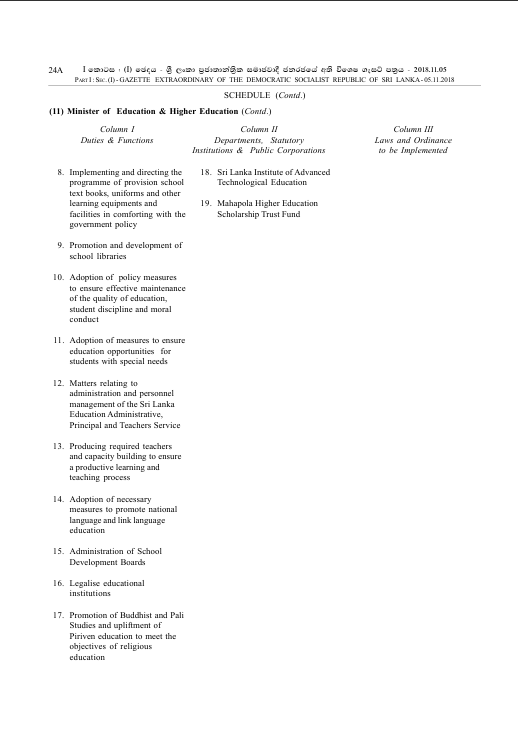 24A
I කොටස : (I) ඡෙදය - ශ්‍රී ලංකා ප්‍රජාතාන්ත්‍රික සමාජවාදී ජනරජයේ අති විශෙෂ ගැසට් පත්‍රය - 2018.11.05
PART I : SEC. (I) - GAZETTE EXTRAORDINARY OF THE DEMOCRATIC SOCIALIST REPUBLIC OF SRI LANKA - 05.11.2018
SCHEDULE (Contd.)
(11) Minister of Education & Higher Education (Contd.)
Column I
Duties & Functions
Column II
Departments, Statutory
Institutions & Public Corporations
Column III
Laws and Ordinance
to be Implemented
8. Implementing and directing the
programme of provision school
text books, uniforms and other
learning equipments and
facilities in comforting with the
government policy
9. Promotion and development of
school libraries
10. Adoption of policy measures
to ensure effective maintenance
of the quality of education,
student discipline and moral
conduct
11. Adoption of measures to ensure
education opportunities for
students with special needs
12. Matters relating to
administration and personnel
management of the Sri Lanka
Education Administrative,
Principal and Teachers Service
13. Producing required teachers
and capacity building to ensure
a productive learning and
teaching process
14. Adoption of necessary
measures to promote national
language and link language
education
15. Administration of School
Development Boards
16. Legalise educational
institutions
17. Promotion of Buddhist and Pali
Studies and upliftment of
Piriven education to meet the
objectives of religious
education
18. Sri Lanka Institute of Advanced
Technological Education
19. Mahapola Higher Education
Scholarship Trust Fund